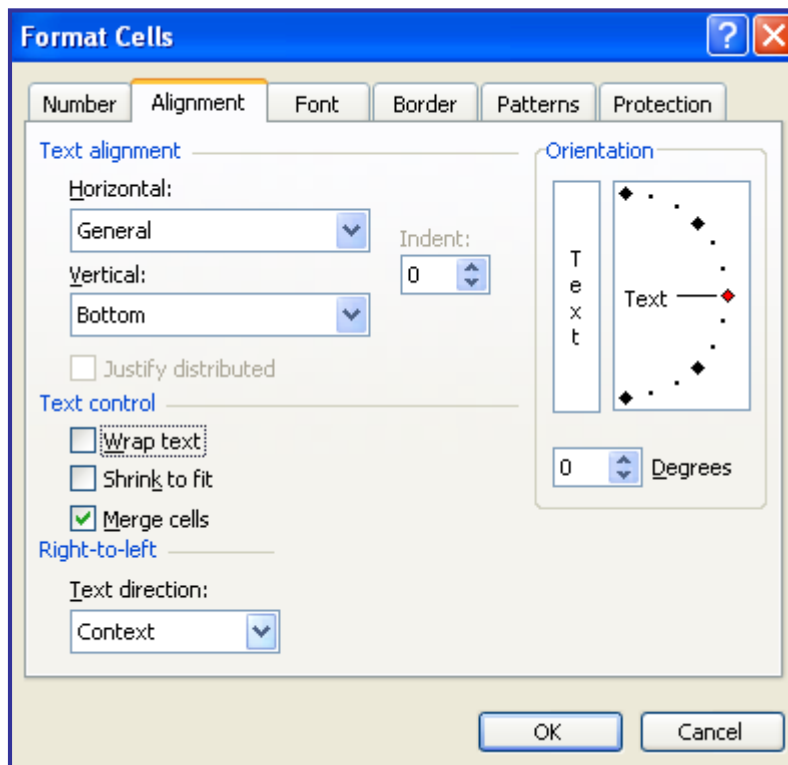 Format Cells
Number Alignment Font Border Patterns Protection
Text alignment
Horizontal:
General
Indent:
0
Vertical:
Bottom
Justify distributed
Text control
Wrap text
Shrink to fit
Merge cells
Right-to-left
Text direction:
Context
Orientation
Text
Text
0 Degrees
OK Cancel